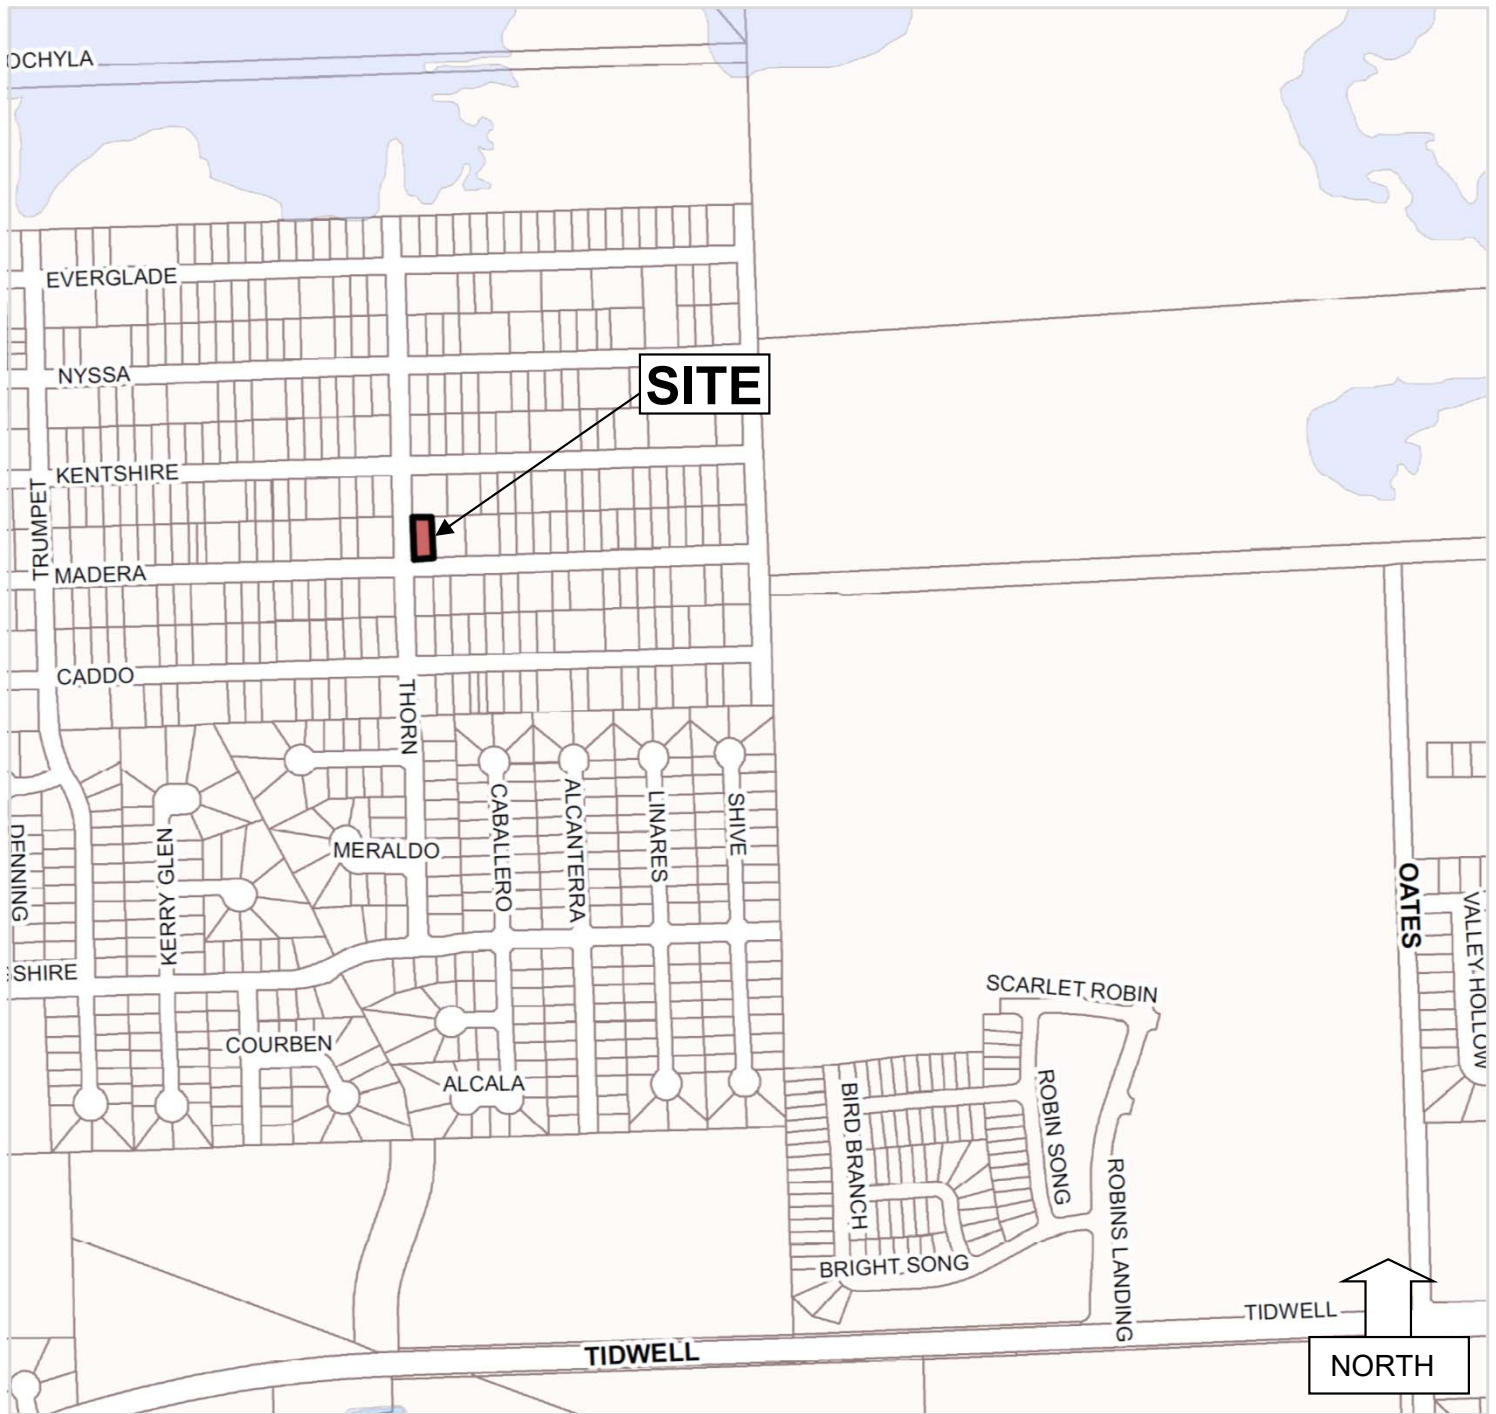 OCHYLA
EVERGLADE
NYSSA
SITE
KENTSHIRE
TRUMPET
MADERA
CADDO
THORN
CABALLERO
ALCANTERRA
LINARES
SHIVE
DENNING
KERRY GLEN
MERALDO
OATES
VALLEY HOLLOW
SHIRE
SCARLET ROBIN
COURBEN
ALCALA
BIRD BRANCH
ROBIN SONG
ROBINS LANDING
BRIGHT SONG
TIDWELL
TIDWELL
NORTH